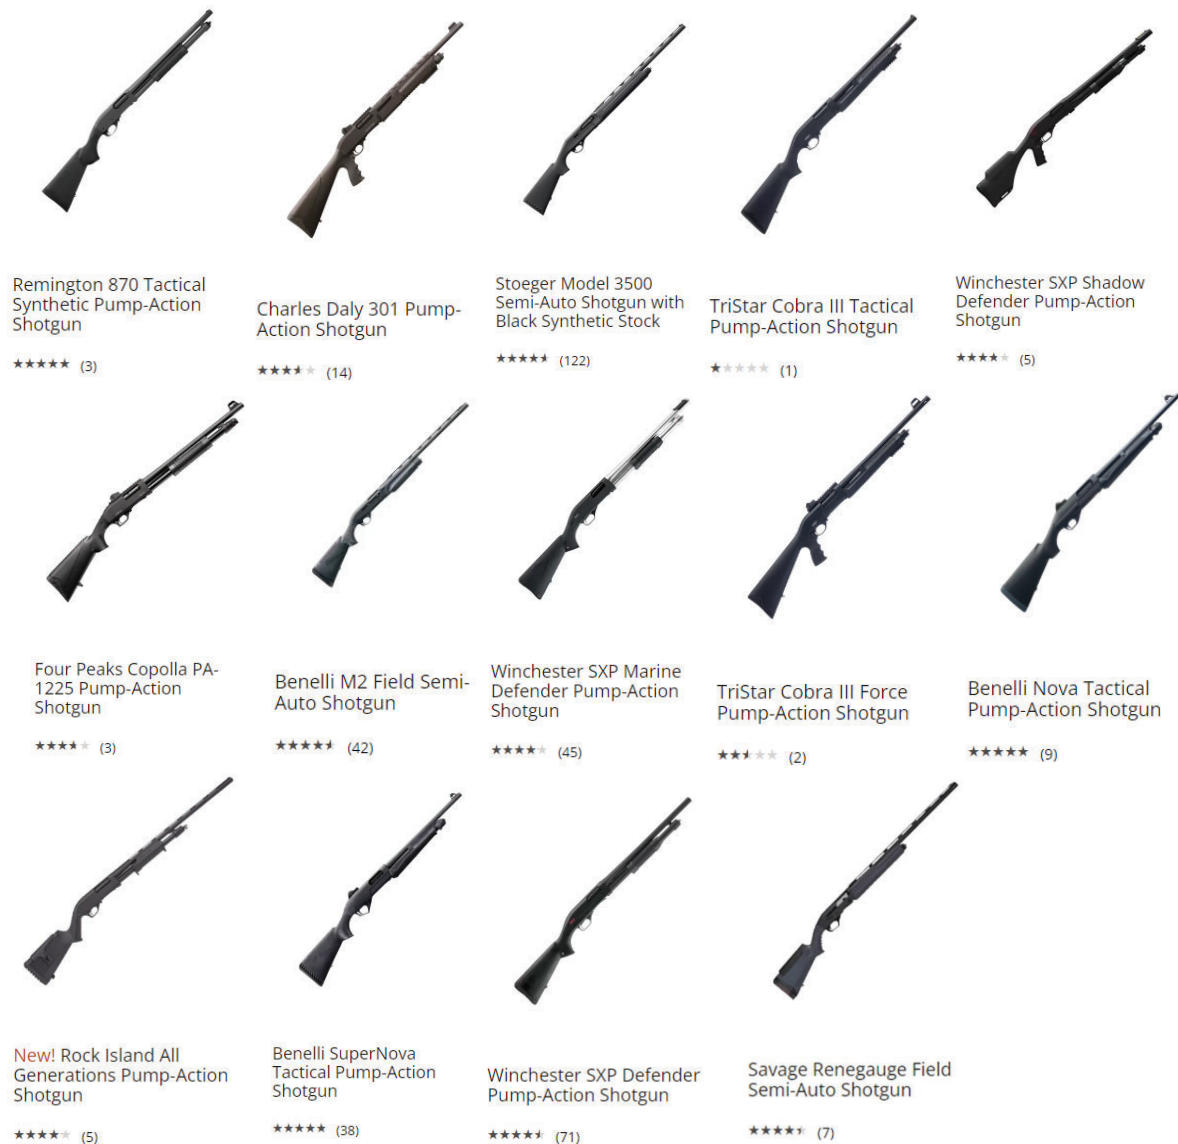 Remington 870 Tactical
Synthetic Pump-Action
Shotgun
(3)
Charles Daly 301 Pump-
Action Shotgun
(14)
Stoeger Model 3500
Semi-Auto Shotgun with
Black Synthetic Stock
(122)
TriStar Cobra III Tactical
Pump-Action Shotgun
(1)
Winchester SXP Shadow
Defender Pump-Action
Shotgun
(5)
Four Peaks Copolla PA-
1225 Pump-Action
Shotgun
(3)
Benelli M2 Field Semi-
Auto Shotgun
(42)
Winchester SXP Marine
Defender Pump-Action
Shotgun
(45)
TriStar Cobra III Force
Pump-Action Shotgun
(2)
Benelli Nova Tactical
Pump-Action Shotgun
(9)
New! Rock Island All
Generations Pump-Action
Shotgun
(5)
Benelli SuperNova
Tactical Pump-Action
Shotgun
(38)
Winchester SXP Defender
Pump-Action Shotgun
(71)
Savage Renegauge Field
Semi-Auto Shotgun
(7)